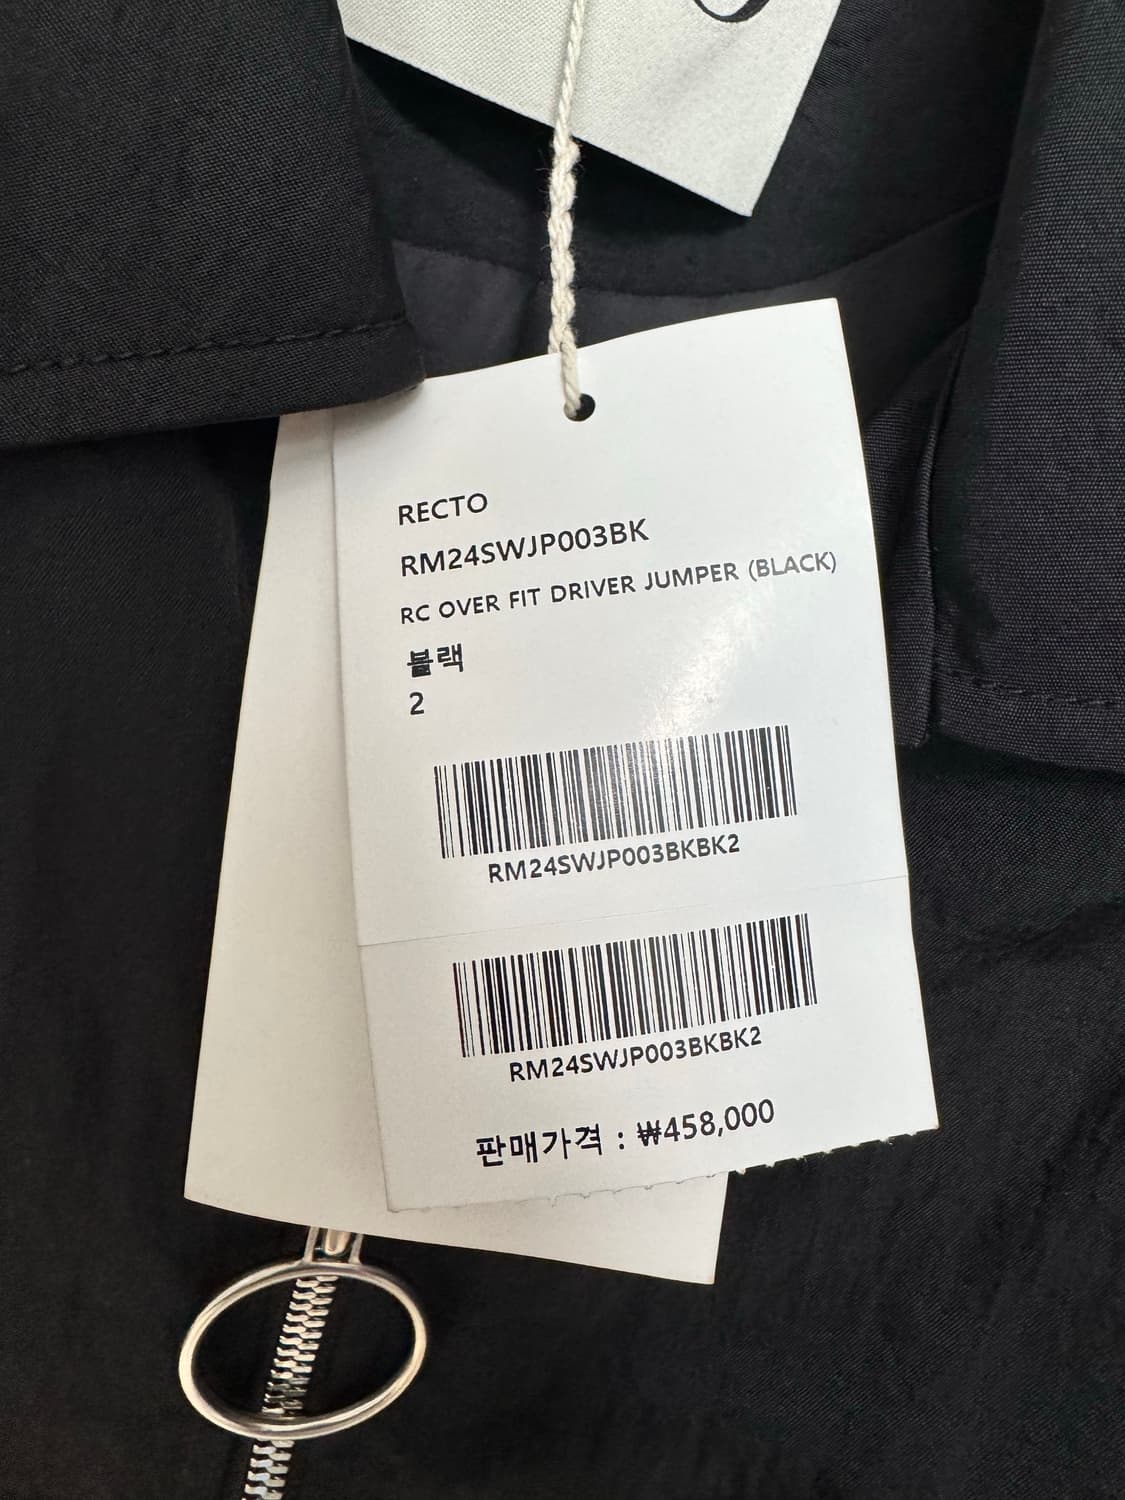 RECTO
RM24SWJP003BK
RC OVER FIT DRIVER JUMPER (BLACK)
블랙
2
RM24SWJP003BKBK2
RM24SWJP003BKBK2
판매가격 : ₩458,000